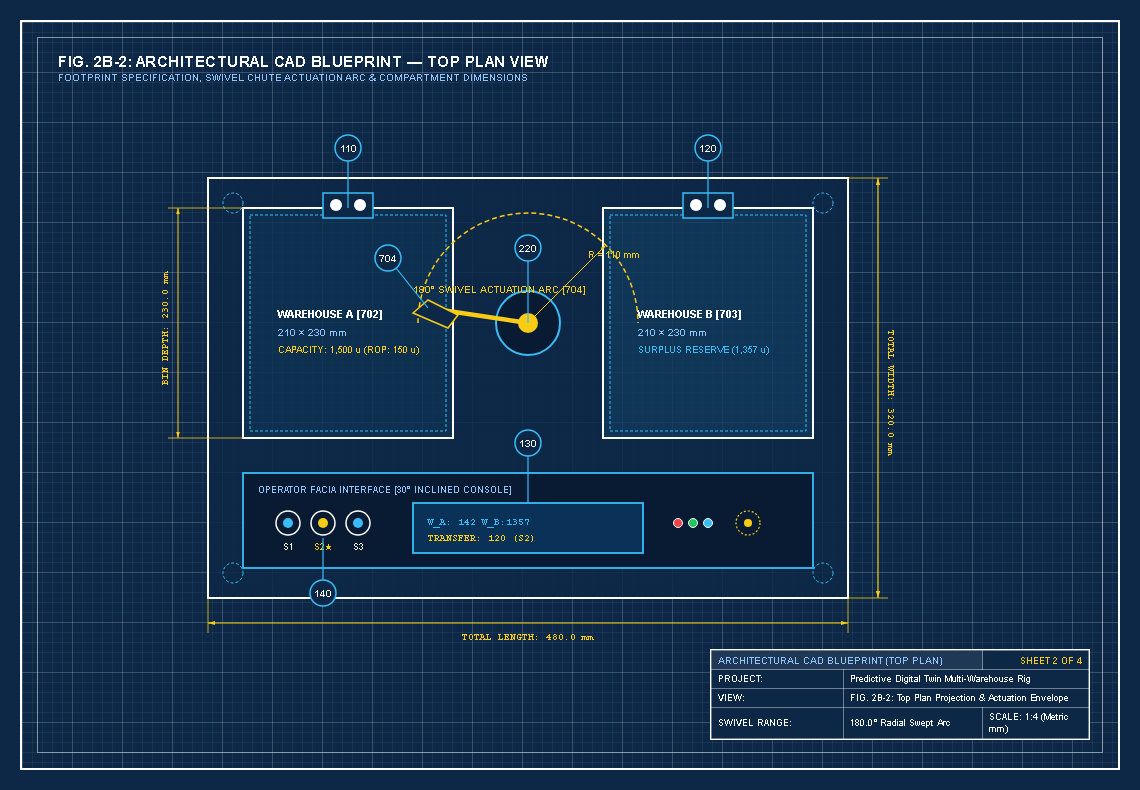 FIG. 2B-2: ARCHITECTURAL CAD BLUEPRINT — TOP PLAN VIEW
FOOTPRINT SPECIFICATION, SWIVEL CHUTE ACTUATION ARC & COMPARTMENT DIMENSIONS
110
120
220
704
R = 110 mm
180° SWIVEL ACTUATION ARC [704]
WAREHOUSE A [702]
210 × 230 mm
CAPACITY: 1,500 u (ROP: 150 u)
WAREHOUSE B [703]
210 × 230 mm
SURPLUS RESERVE (1,357 u)
BIN DEPTH: 230.0 mm
TOTAL WIDTH: 320.0 mm
130
OPERATOR FACIA INTERFACE [30° INCLINED CONSOLE]
W_A: 142 W_B:1357
TRANSFER: 120 (S2)
S1
S2★
S3
140
TOTAL LENGTH: 480.0 mm
ARCHITECTURAL CAD BLUEPRINT (TOP PLAN)
SHEET 2 OF 4
PROJECT:
Predictive Digital Twin Multi-Warehouse Rig
VIEW:
FIG. 2B-2: Top Plan Projection & Actuation Envelope
SWIVEL RANGE:
180.0° Radial Swept Arc
SCALE: 1:4 (Metric
mm)